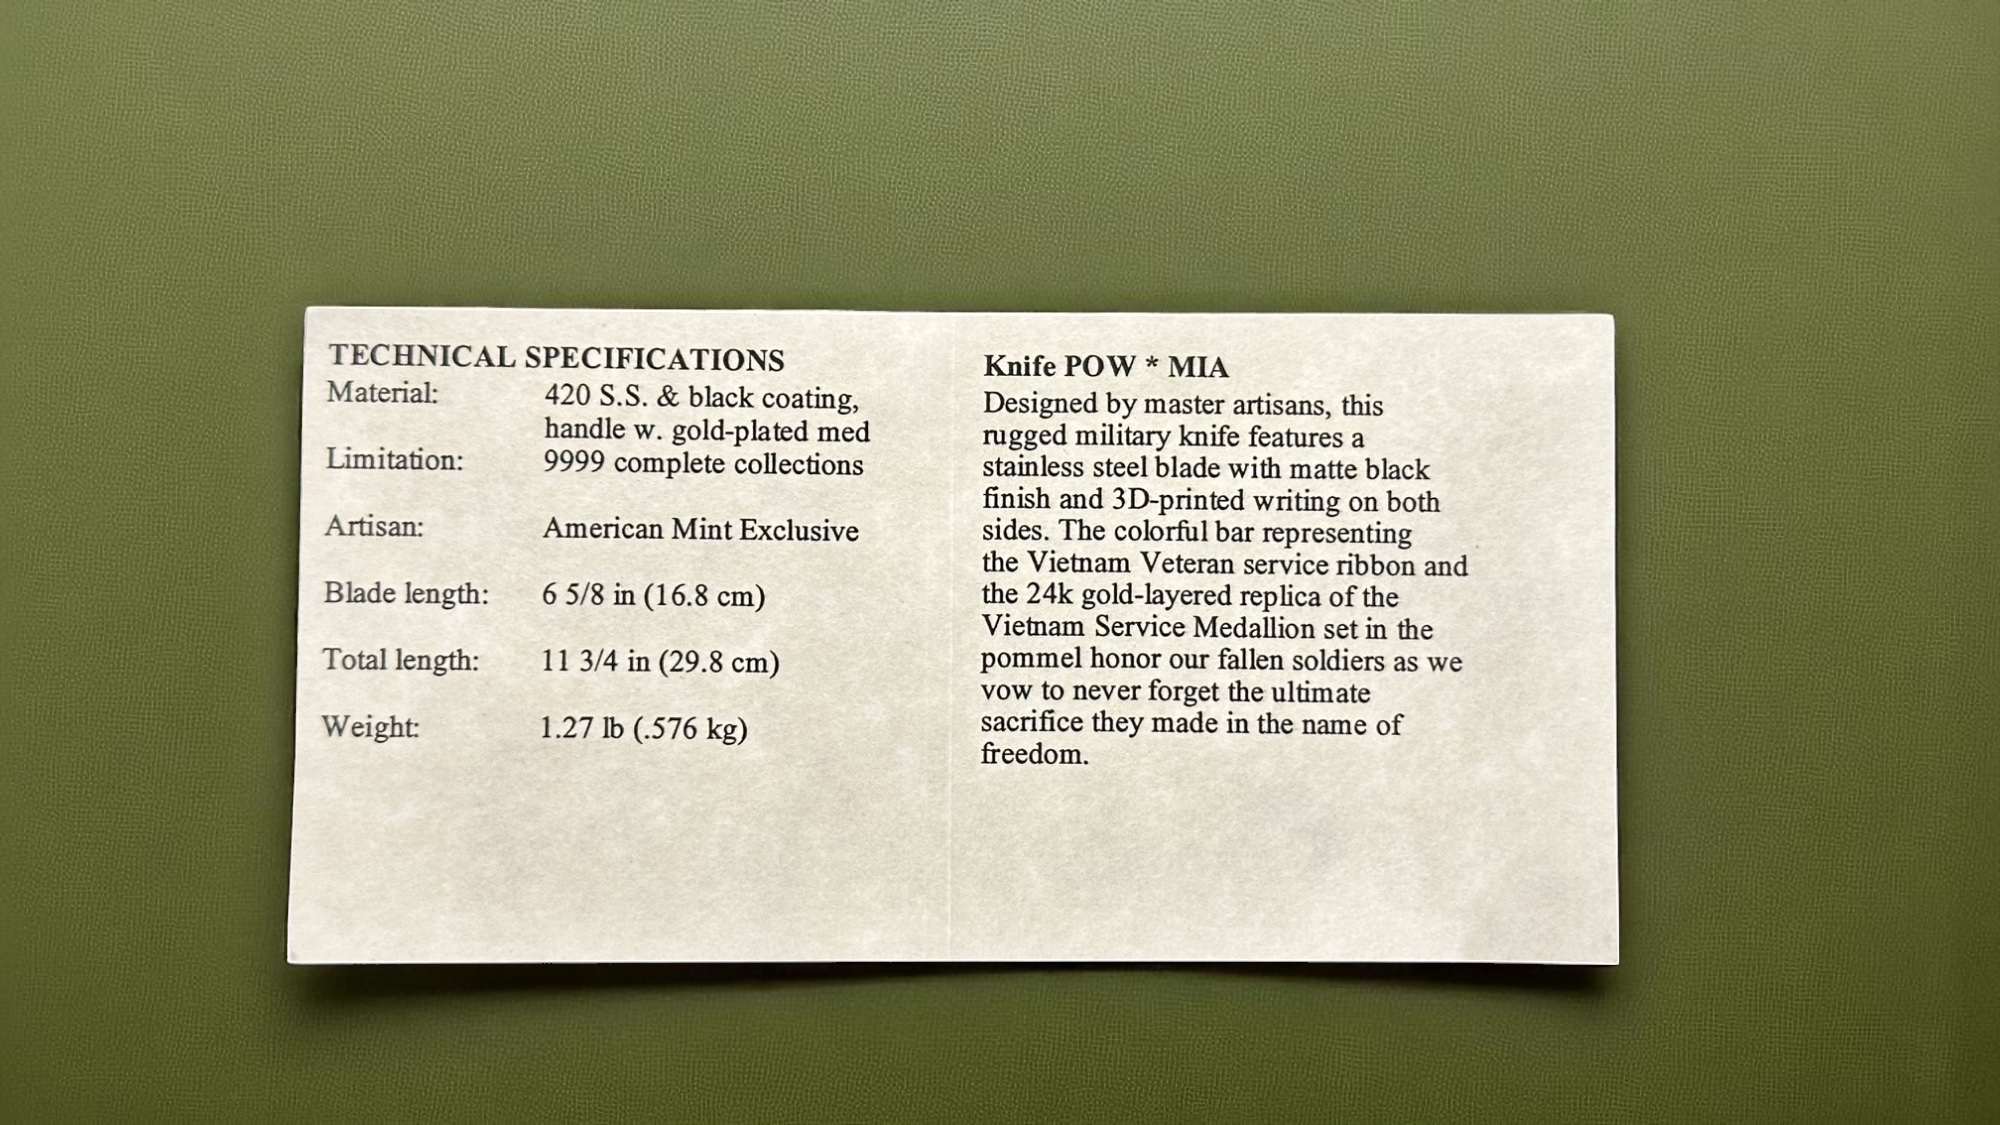 TECHNICAL SPECIFICATIONS
Material: 420 S.S. & black coating,
handle w. gold-plated med
Limitation: 9999 complete collections
Artisan: American Mint Exclusive
Blade length: 6 5/8 in (16.8 cm)
Total length: 11 3/4 in (29.8 cm)
Weight: 1.27 lb (.576 kg)
Knife POW * MIA
Designed by master artisans, this
rugged military knife features a
stainless steel blade with matte black
finish and 3D-printed writing on both
sides. The colorful bar representing
the Vietnam Veteran service ribbon and
the 24k gold-layered replica of the
Vietnam Service Medallion set in the
pommel honor our fallen soldiers as we
vow to never forget the ultimate
sacrifice they made in the name of
freedom.